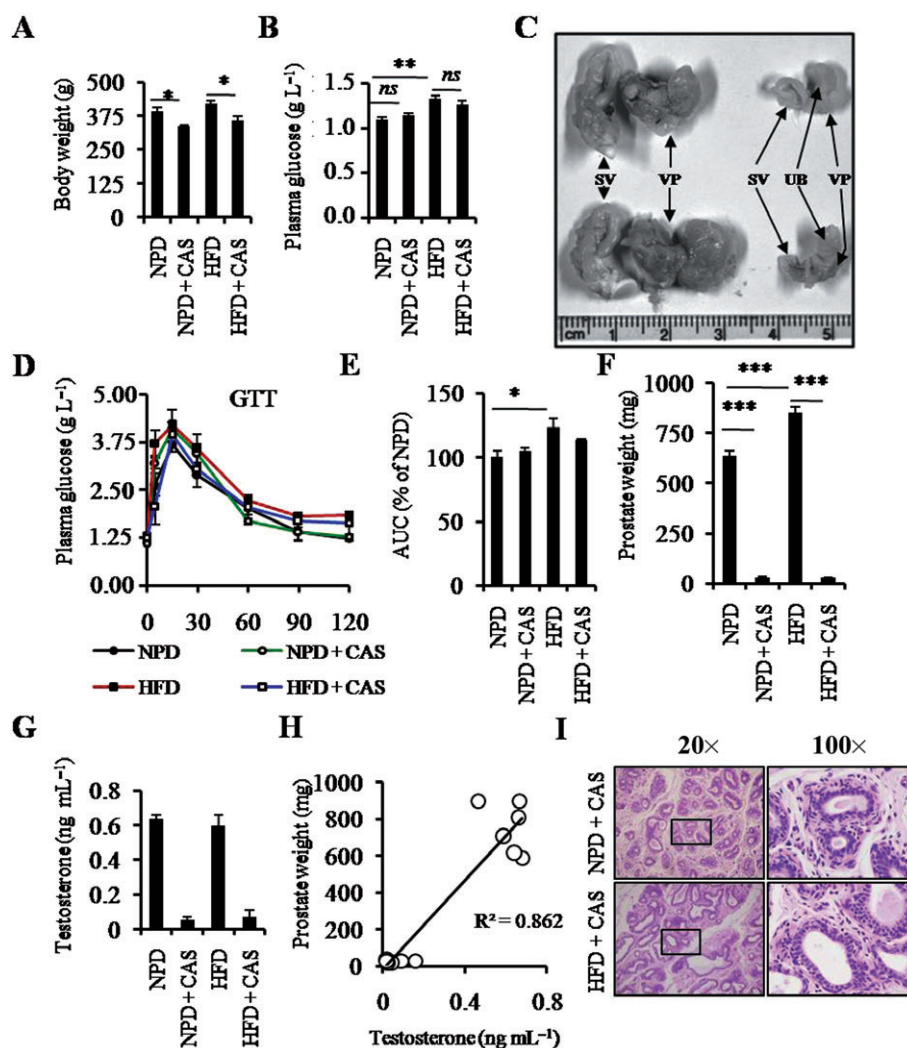 A
Body weight (g)
500
375
250
125
0
*
*
NPD
NPD + CAS
HFD
HFD + CAS
B
Plasma glucose (g L⁻¹)
1.5
1.0
0.5
0.0
**
ns
ns
NPD
NPD + CAS
HFD
HFD + CAS
C
SV
VP
SV
UB
VP
cm 1 2 3 4 5
D
GTT
Plasma glucose (g L⁻¹)
5.00
3.75
2.50
1.25
0.00
0 30 60 90 120
NPD
NPD + CAS
HFD
HFD + CAS
E
AUC (% of NPD)
150
100
50
0
*
NPD
NPD + CAS
HFD
HFD + CAS
F
Prostate weight (mg)
1000
750
500
250
0
***
***
***
NPD
NPD + CAS
HFD
HFD + CAS
G
Testosterone (ng mL⁻¹)
0.8
0.6
0.4
0.2
0
NPD
NPD + CAS
HFD
HFD + CAS
H
Prostate weight (mg)
1000
800
600
400
200
0
R² = 0.862
0 0.4 0.8
Testosterone (ng mL⁻¹)
I
20× 100×
NPD + CAS
HFD + CAS